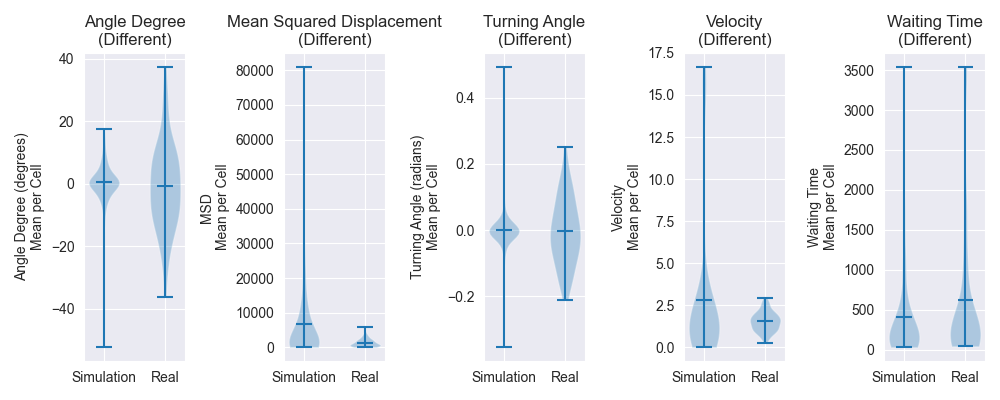 Angle Degree
(Different)
Angle Degree (degrees)
Mean per Cell
40
20
0
−20
−40
Simulation
Real
Mean Squared Displacement
(Different)
MSD
Mean per Cell
80000
70000
60000
50000
40000
30000
20000
10000
0
Simulation
Real
Turning Angle
(Different)
Turning Angle (radians)
Mean per Cell
0.4
0.2
0.0
−0.2
Simulation
Real
Velocity
(Different)
Velocity
Mean per Cell
17.5
15.0
12.5
10.0
7.5
5.0
2.5
0.0
Simulation
Real
Waiting Time
(Different)
Waiting Time
Mean per Cell
3500
3000
2500
2000
1500
1000
500
0
Simulation
Real